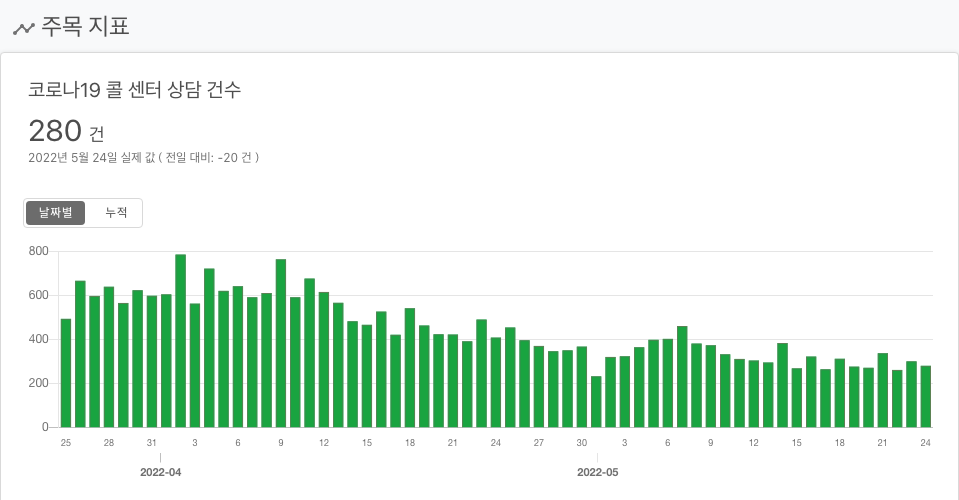 주목 지표
코로나19 콜 센터 상담 건수
280 건
2022년 5월 24일 실제 값 ( 전일 대비: -20 건 )
날짜별 누적
800
600
400
200
0
25 28 31 3 6 9 12 15 18 21 24 27 30 3 6 9 12 15 18 21 24
2022-04 2022-05